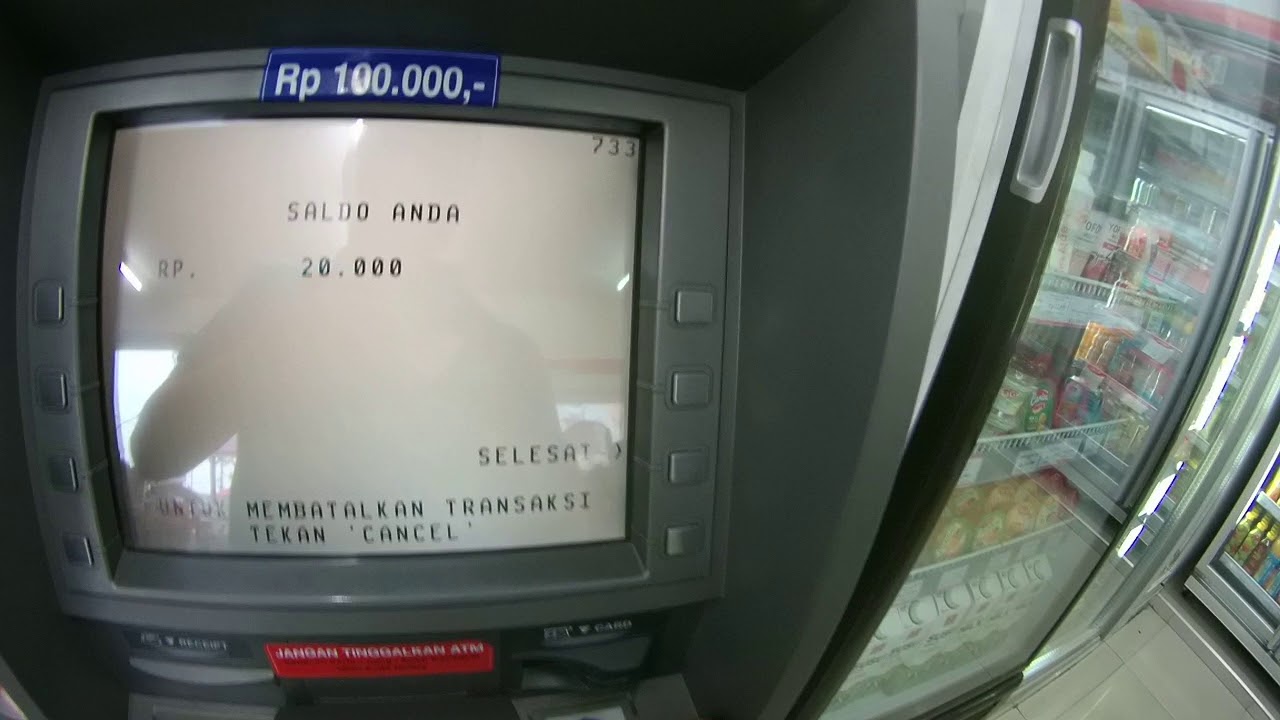 Rp 100.000,-
733
SALDO ANDA
RP. 20.000
SELESAI >
UNTUK MEMBATALKAN TRANSAKSI
TEKAN 'CANCEL'
RECEIPT
CARD
JANGAN TINGGALKAN ATM